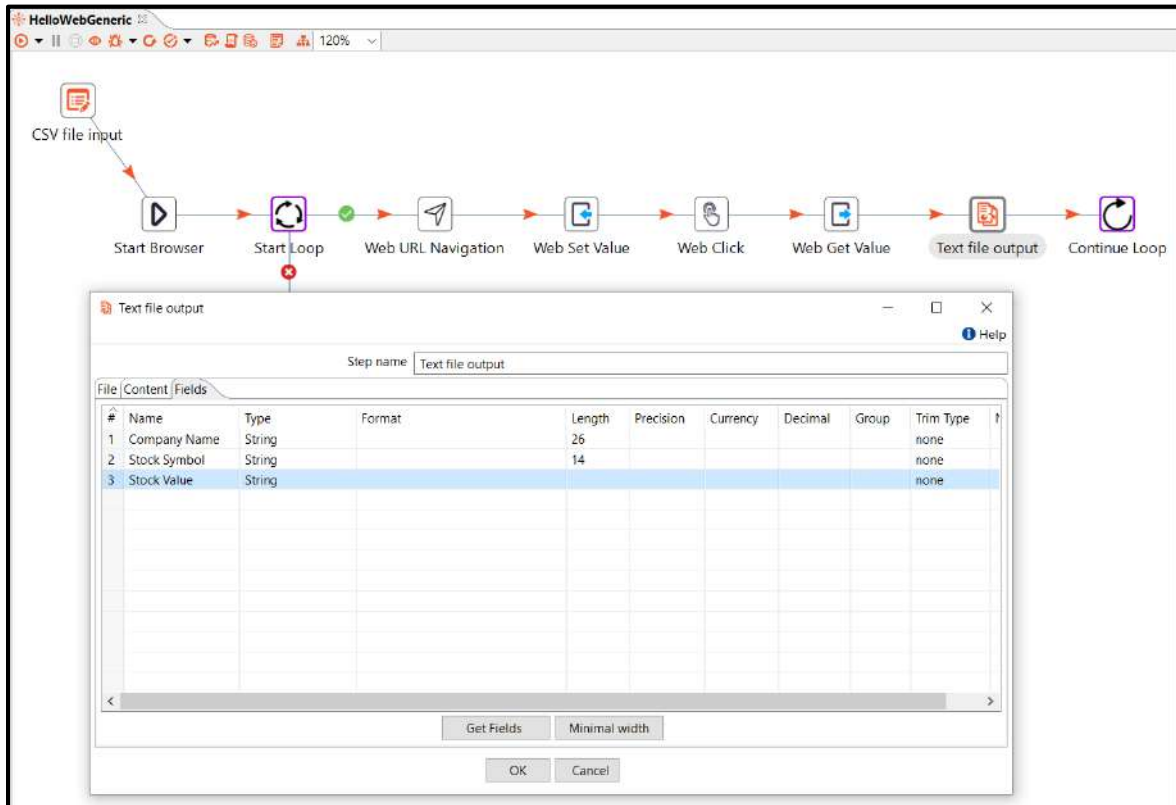 HelloWebGeneric
120%
CSV file input
Start Browser
Start Loop
Web URL Navigation
Web Set Value
Web Click
Web Get Value
Text file output
Continue Loop
Text file output
Help
Step name Text file output
File Content Fields
# Name Type Format Length Precision Currency Decimal Group Trim Type
1 Company Name String 26 none
2 Stock Symbol String 14 none
3 Stock Value String none
Get Fields Minimal width
OK Cancel